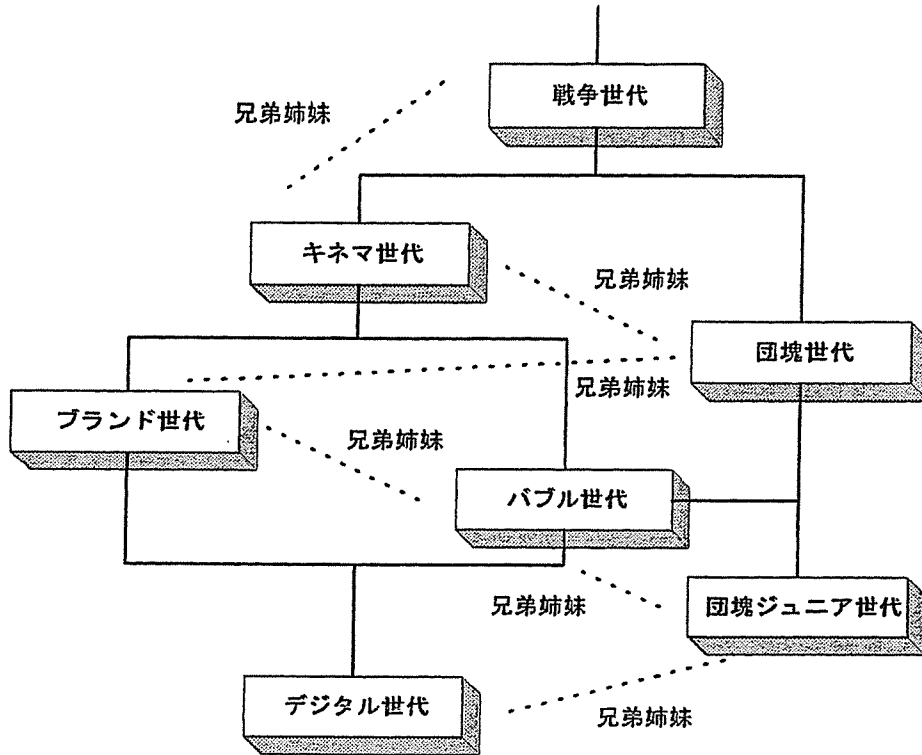 戦争世代
兄弟姉妹
キネマ世代
兄弟姉妹
団塊世代
兄弟姉妹
ブランド世代
兄弟姉妹
バブル世代
兄弟姉妹
団塊ジュニア世代
デジタル世代
兄弟姉妹